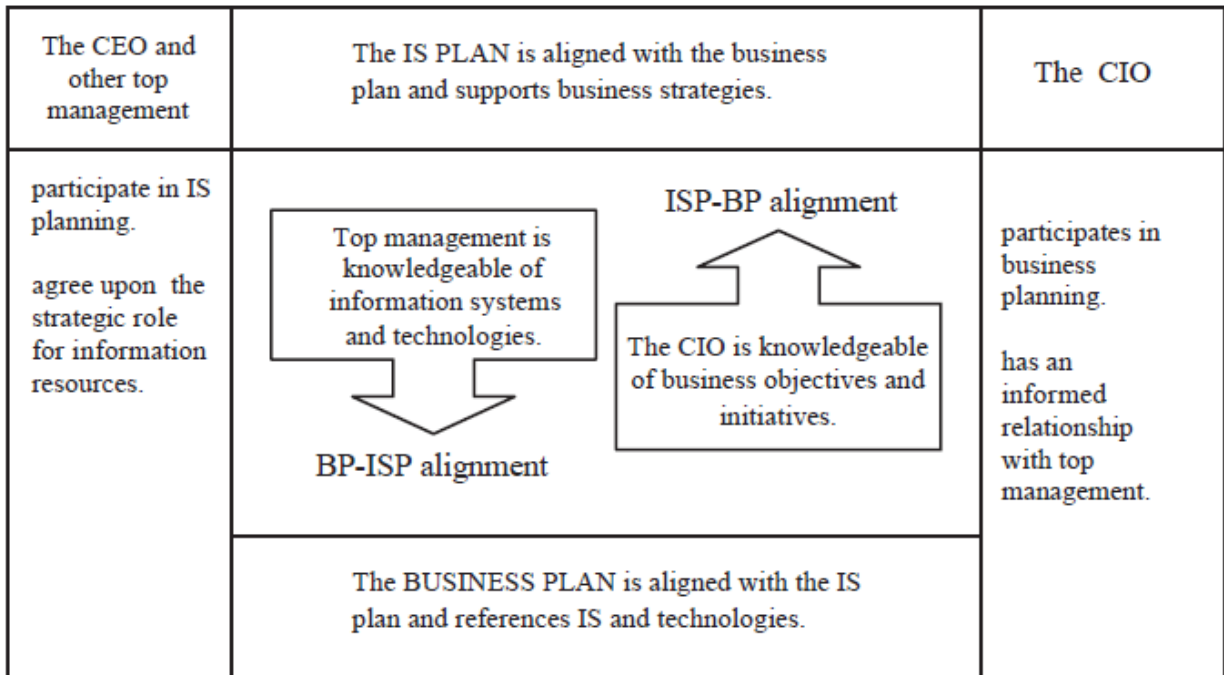 The CEO and
other top
management
The IS PLAN is aligned with the business
plan and supports business strategies.
The CIO
participate in IS
planning.
agree upon the
strategic role
for information
resources.
Top management is
knowledgeable of
information systems
and technologies.
BP-ISP alignment
ISP-BP alignment
The CIO is knowledgeable
of business objectives and
initiatives.
participates in
business
planning.
has an
informed
relationship
with top
management.
The BUSINESS PLAN is aligned with the IS
plan and references IS and technologies.